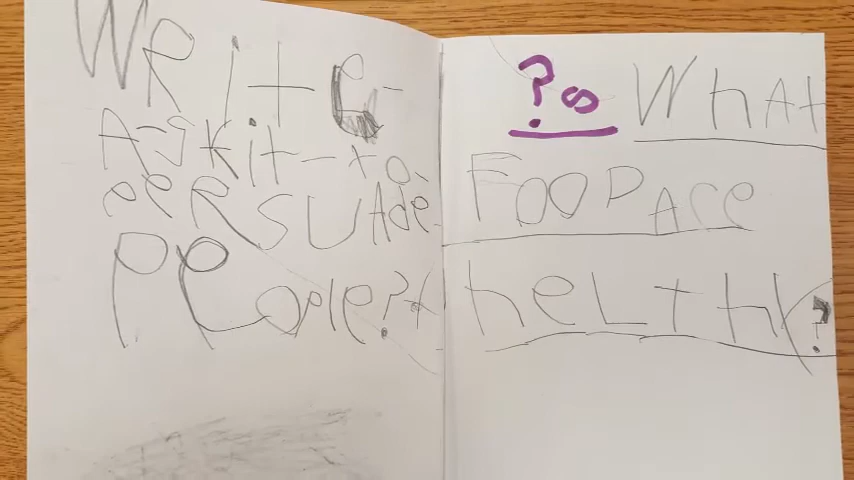 WRITE
A-SKit-to
PERSUAde
PEOPle?
?s WhAT
FOOD ARe
heLThy?